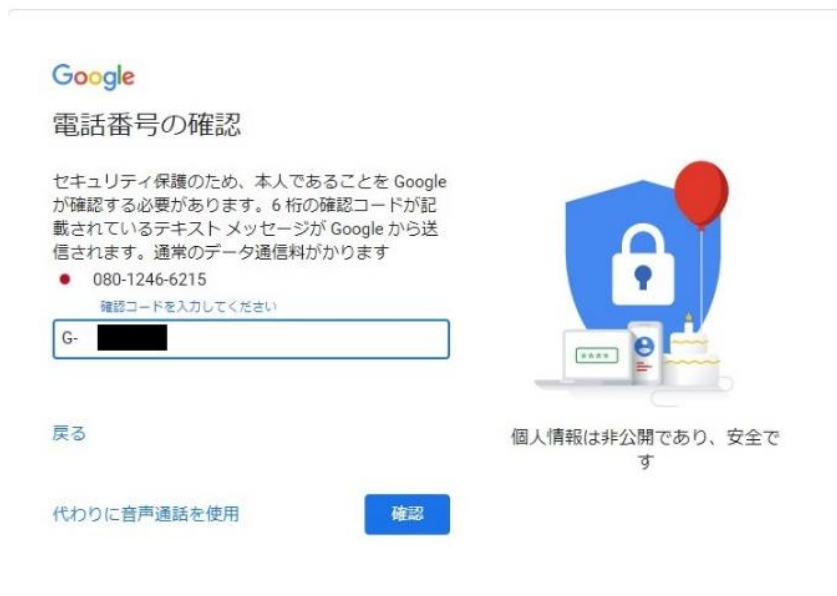 Google
電話番号の確認
セキュリティ保護のため、本人であることを Google
が確認する必要があります。6 桁の確認コードが記
載されているテキスト メッセージが Google から送
信されます。通常のデータ通信料がかります
080-1246-6215
確認コードを入力してください
G-
戻る
代わりに音声通話を使用
確認
個人情報は非公開であり、安全で
す